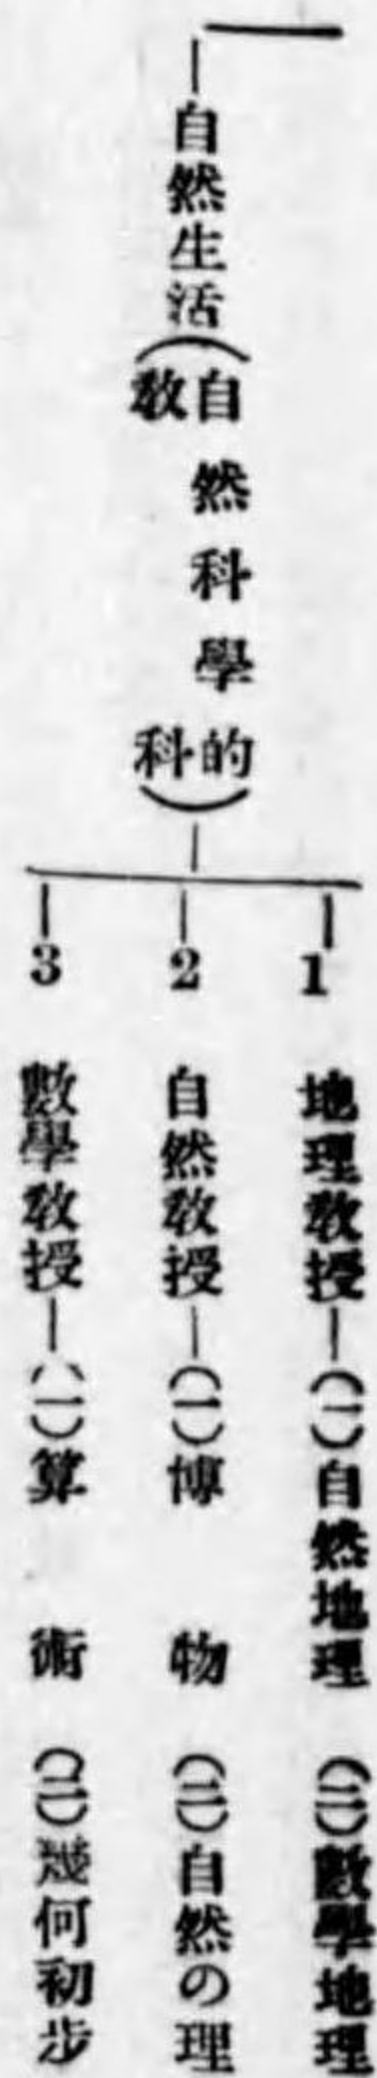 自然生活(自然科學的教科)
1 地理教授―(一)自然地理 (二)數學地理
2 自然教授―(一)博物 (二)自然の理
3 數學教授―(一)算術 (二)幾何初步